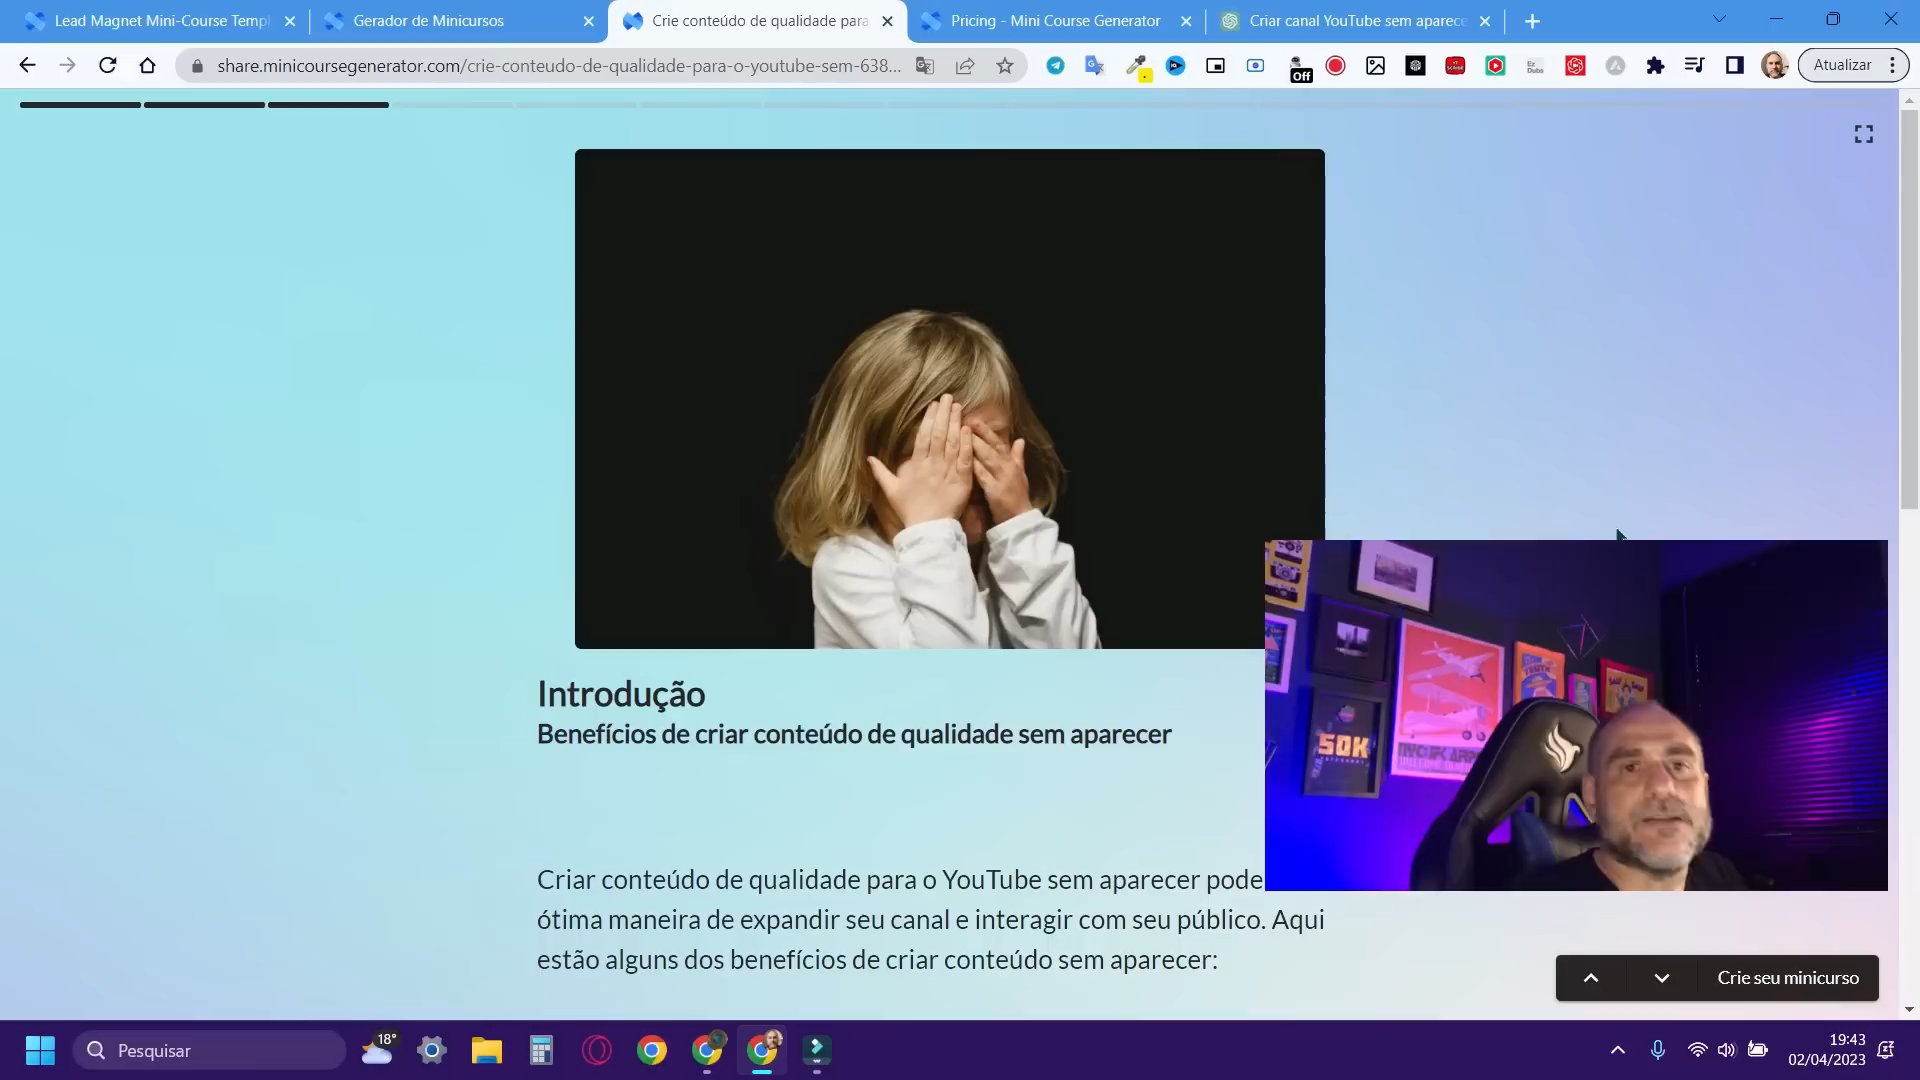 Lead Magnet Mini-Course Templ
Gerador de Minicursos
Crie conteúdo de qualidade para
Pricing - Mini Course Generator
Criar canal YouTube sem aparece
share.minicoursegenerator.com/crie-conteudo-de-qualidade-para-o-youtube-sem-638...
Off
Ez
Dubs
Atualizar
Introdução
Benefícios de criar conteúdo de qualidade sem aparecer
SOK
Criar conteúdo de qualidade para o YouTube sem aparecer pode
ótima maneira de expandir seu canal e interagir com seu público. Aqui
estão alguns dos benefícios de criar conteúdo sem aparecer:
Crie seu minicurso
18°
Pesquisar
19:43
02/04/2023